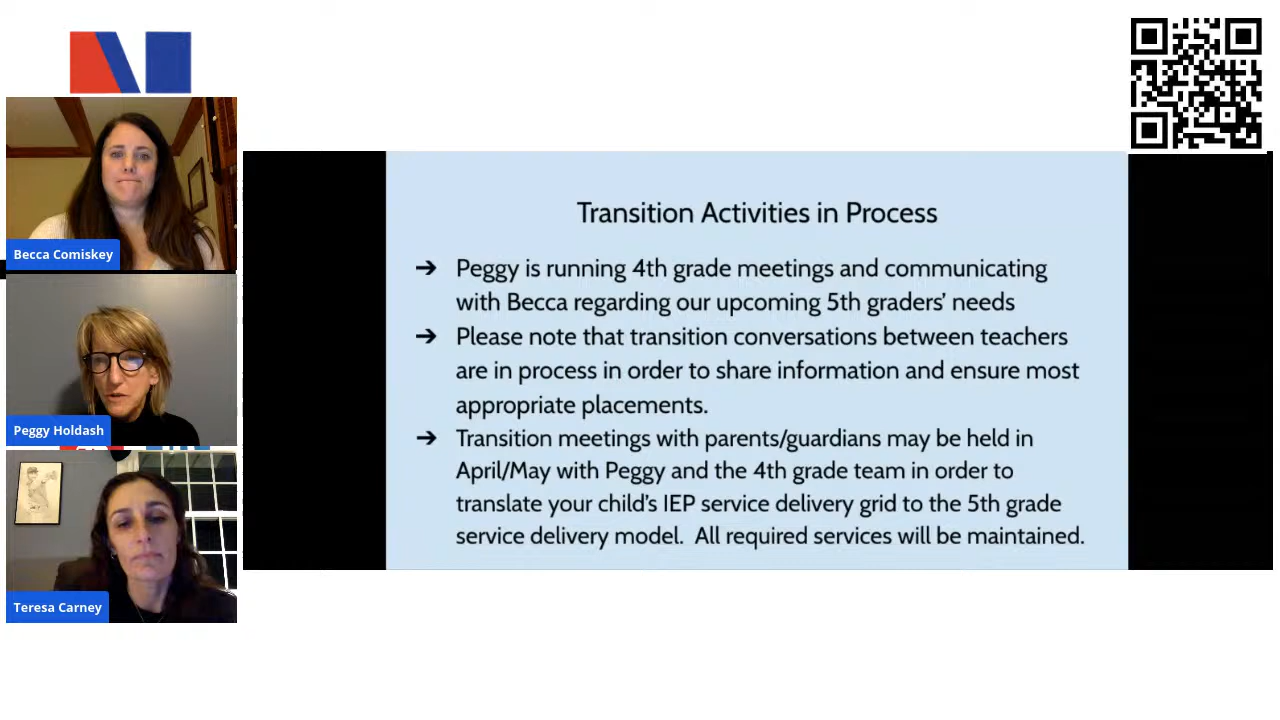 Becca Comiskey
Peggy Holdash
Teresa Carney
Transition Activities in Process
➔ Peggy is running 4th grade meetings and communicating
with Becca regarding our upcoming 5th graders’ needs
➔ Please note that transition conversations between teachers
are in process in order to share information and ensure most
appropriate placements.
➔ Transition meetings with parents/guardians may be held in
April/May with Peggy and the 4th grade team in order to
translate your child’s IEP service delivery grid to the 5th grade
service delivery model.  All required services will be maintained.